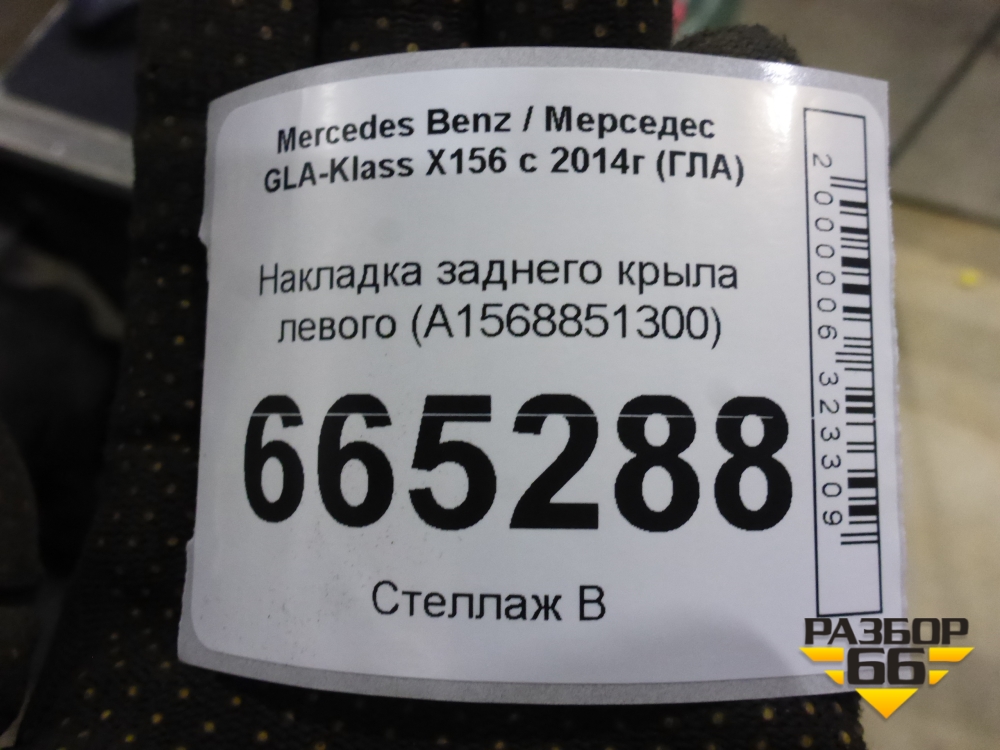 Mercedes Benz / Мерседес
GLA-Klass X156 с 2014г (ГЛА)
Накладка заднего крыла
левого (A1568851300)
665288
Стеллаж В
2000006323309
РАЗБОР
66